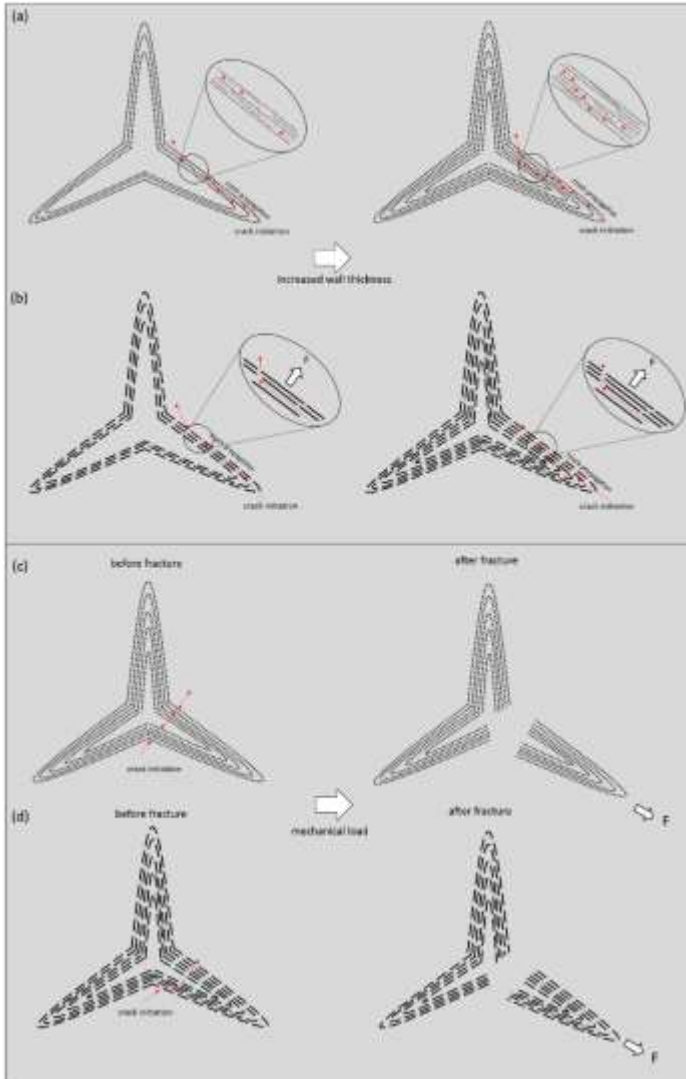 (a)
crack initiation
crack initiation
Increased wall thickness
(b)
F
F
crack initiation
crack initiation
(c)
before fracture
after fracture
crack initiation
F
(d)
before fracture
mechanical load
after fracture
crack initiation
F